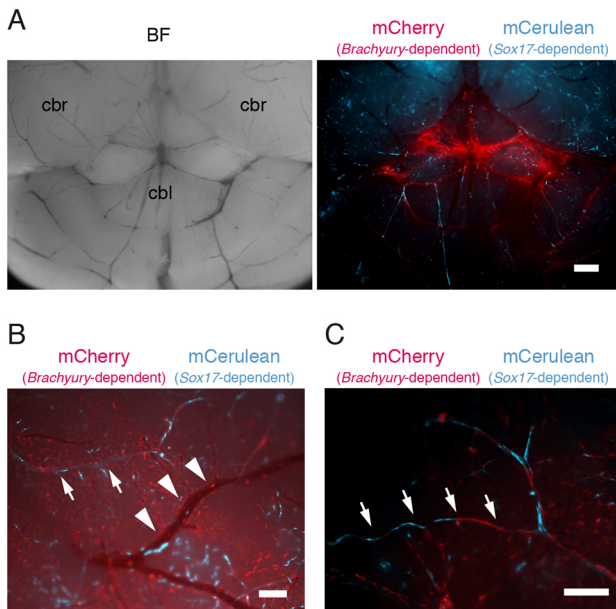 A
BF
mCherry
(Brachyury-dependent)
mCerulean
(Sox17-dependent)
cbr
cbr
cbl
B
mCherry
(Brachyury-dependent)
mCerulean
(Sox17-dependent)
C
mCherry
(Brachyury-dependent)
mCerulean
(Sox17-dependent)